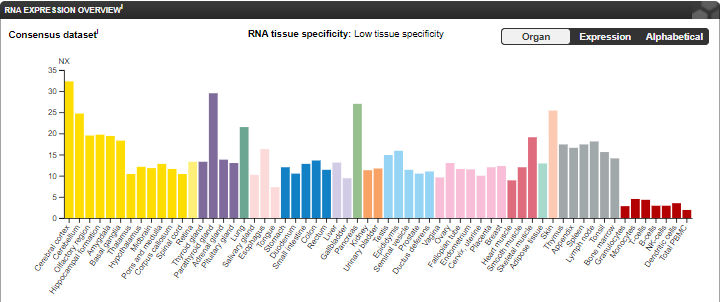 RNA EXPRESSION OVERVIEWⁱ
Consensus datasetⁱ
RNA tissue specificity: Low tissue specificity
Organ Expression Alphabetical
NX
35
30
25
20
15
10
5
0
Cerebral cortex
Cerebellum
Olfactory region
Hippocampal formation
Amygdala
Basal ganglia
Thalamus
Hypothalamus
Midbrain
Pons and medulla
Corpus callosum
Spinal cord
Retina
Thyroid gland
Parathyroid gland
Adrenal gland
Pituitary gland
Lung
Salivary gland
Esophagus
Tongue
Stomach
Duodenum
Small intestine
Colon
Rectum
Liver
Gallbladder
Pancreas
Kidney
Urinary bladder
Testis
Epididymis
Seminal vesicle
Prostate
Ductus deferens
Vagina
Ovary
Fallopian tube
Endometrium
Cervix, uterine
Placenta
Breast
Heart muscle
Smooth muscle
Skeletal muscle
Adipose tissue
Skin
Thymus
Appendix
Spleen
Lymph node
Tonsil
Bone marrow
Granulocytes
Monocytes
T-cells
B-cells
NK-cells
Dendritic cells
Total PBMC